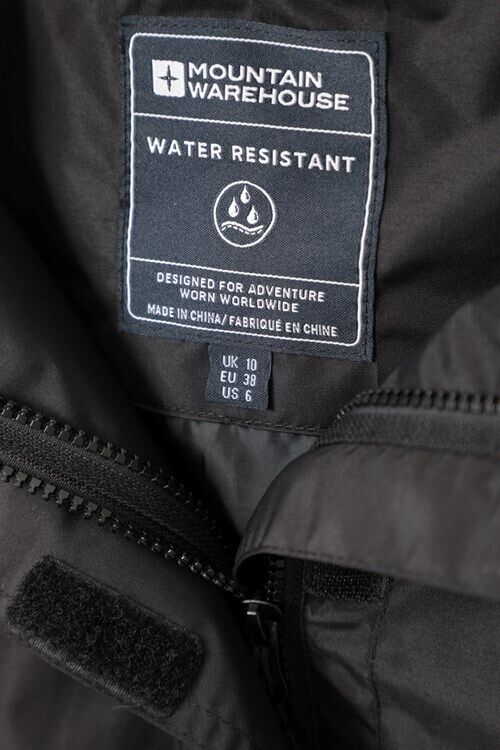 MOUNTAIN
WAREHOUSE
WATER RESISTANT
DESIGNED FOR ADVENTURE
WORN WORLDWIDE
MADE IN CHINA/FABRIQUÉ EN CHINE
UK 10
EU 38
US 6